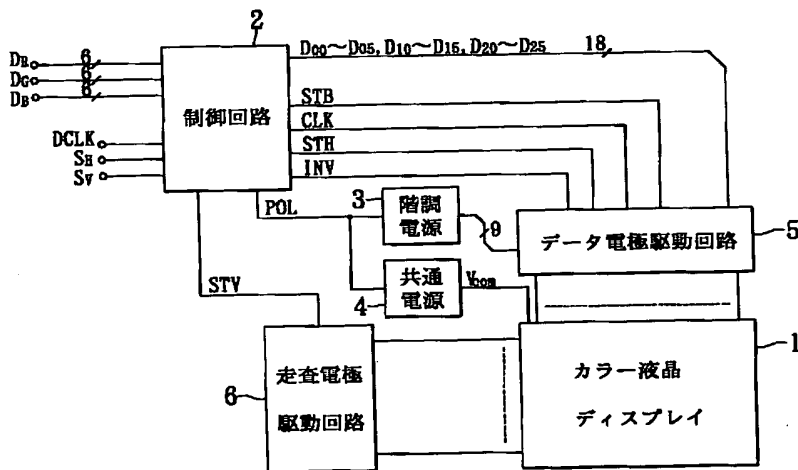 2
D00～D05, D10～D15, D20～D25 18
DR 6
DG 6
DB 6
制御回路
STB
CLK
STH
INV
DCLK
SH
SV
POL
3
階調
電源
9
データ電極駆動回路
5
共通
電源
4
Vcom
STV
走査電極
駆動回路
6
カラー液晶
ディスプレイ
1